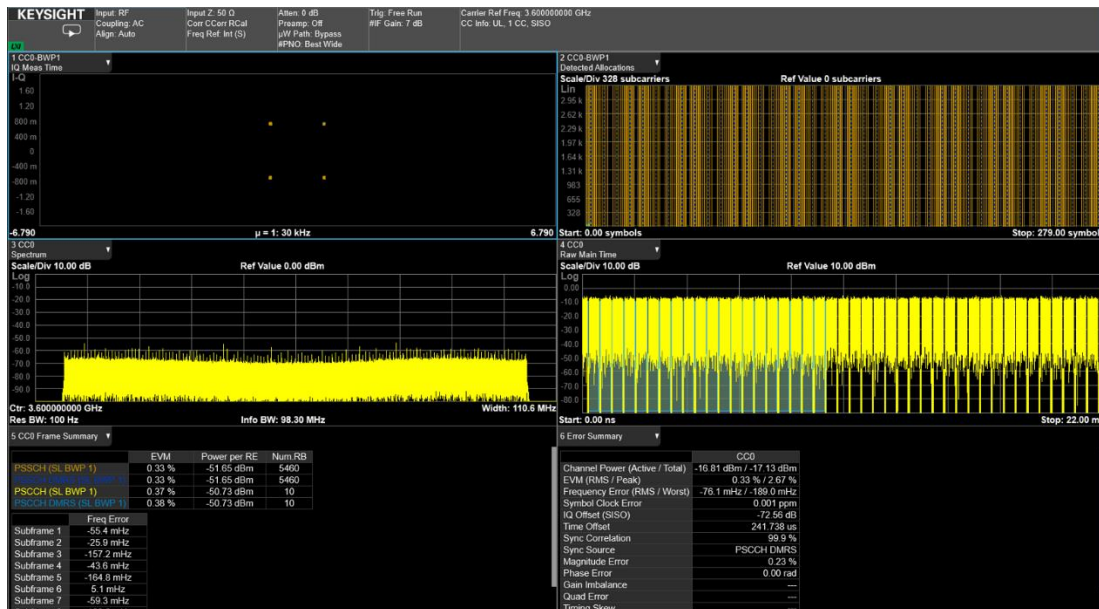 KEYSIGHT
Input: RF
Coupling: AC
Align: Auto
Input Z: 50 Ω
Corr CCorr RCal
Freq Ref: Int (S)
Atten: 0 dB
Preamp: Off
µW Path: Bypass
#PNO: Best Wide
Trig: Free Run
#IF Gain: 7 dB
Carrier Ref Freq: 3.600000000 GHz
CC Info: UL, 1 CC, SISO
1 CC0-BWP1
IQ Meas Time
I-Q
1.60
1.20
800 m
400 m
0
-400 m
-800 m
-1.20
-1.60
-6.790 µ = 1: 30 kHz 6.790
2 CC0-BWP1
Detected Allocations
Scale/Div 328 subcarriers Ref Value 0 subcarriers
Lin
2.95 k
2.62 k
2.29 k
1.97 k
1.64 k
1.31 k
983
655
328
Start: 0.00 symbols Stop: 279.00 symbol
3 CC0
Spectrum
Scale/Div 10.00 dB Ref Value 0.00 dBm
Log
-10.0
-20.0
-30.0
-40.0
-50.0
-60.0
-70.0
-80.0
-90.0
Ctr: 3.600000000 GHz Width: 110.6 MHz
Res BW: 100 Hz Info BW: 98.30 MHz
4 CC0
Raw Main Time
Scale/Div 10.00 dB Ref Value 10.00 dBm
Log
0.00
-10.0
-20.0
-30.0
-40.0
-50.0
-60.0
-70.0
-80.0
Start: 0.00 ns Stop: 22.00 m
5 CC0 Frame Summary
EVM Power per RE Num.RB
PSSCH (SL BWP 1) 0.33 % -51.65 dBm 5460
PSSCH DMRS (SL BWP 1) 0.33 % -51.65 dBm 5460
PSCCH (SL BWP 1) 0.37 % -50.73 dBm 10
PSCCH DMRS (SL BWP 1) 0.38 % -50.73 dBm 10
Freq Error
Subframe 1 -55.4 mHz
Subframe 2 -25.9 mHz
Subframe 3 -157.2 mHz
Subframe 4 -43.6 mHz
Subframe 5 -164.8 mHz
Subframe 6 5.1 mHz
Subframe 7 -59.3 mHz
6 Error Summary
CC0
Channel Power (Active / Total) -16.81 dBm / -17.13 dBm
EVM (RMS / Peak) 0.33 % / 2.67 %
Frequency Error (RMS / Worst) -76.1 mHz / -189.0 mHz
Symbol Clock Error 0.001 ppm
IQ Offset (SISO) -72.56 dB
Time Offset 241.738 us
Sync Correlation 99.9 %
Sync Source PSCCH DMRS
Magnitude Error 0.23 %
Phase Error 0.00 rad
Gain Imbalance ---
Quad Error ---
Timing Skew